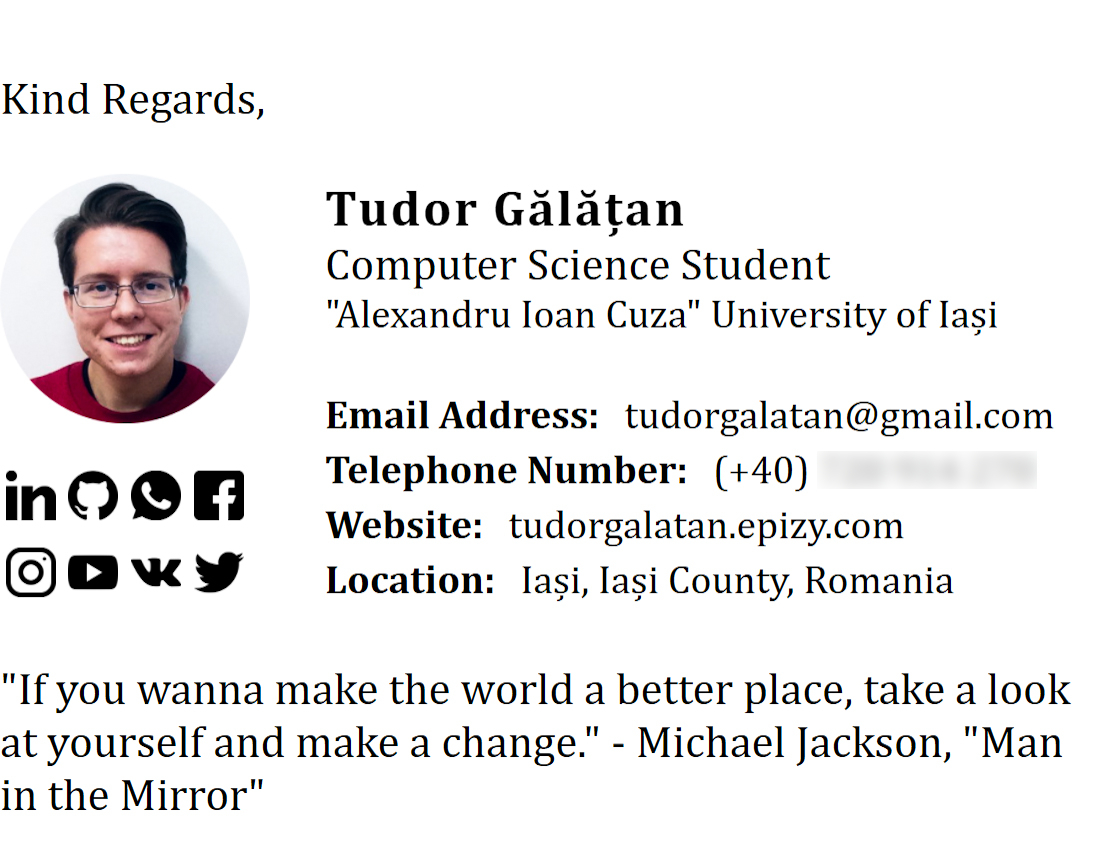 Kind Regards,
Tudor Gălățan
Computer Science Student
"Alexandru Ioan Cuza" University of Iași
Email Address: tudorgalatan@gmail.com
Telephone Number: (+40)
Website: tudorgalatan.epizy.com
Location: Iași, Iași County, Romania
"If you wanna make the world a better place, take a look
at yourself and make a change." - Michael Jackson, "Man
in the Mirror"